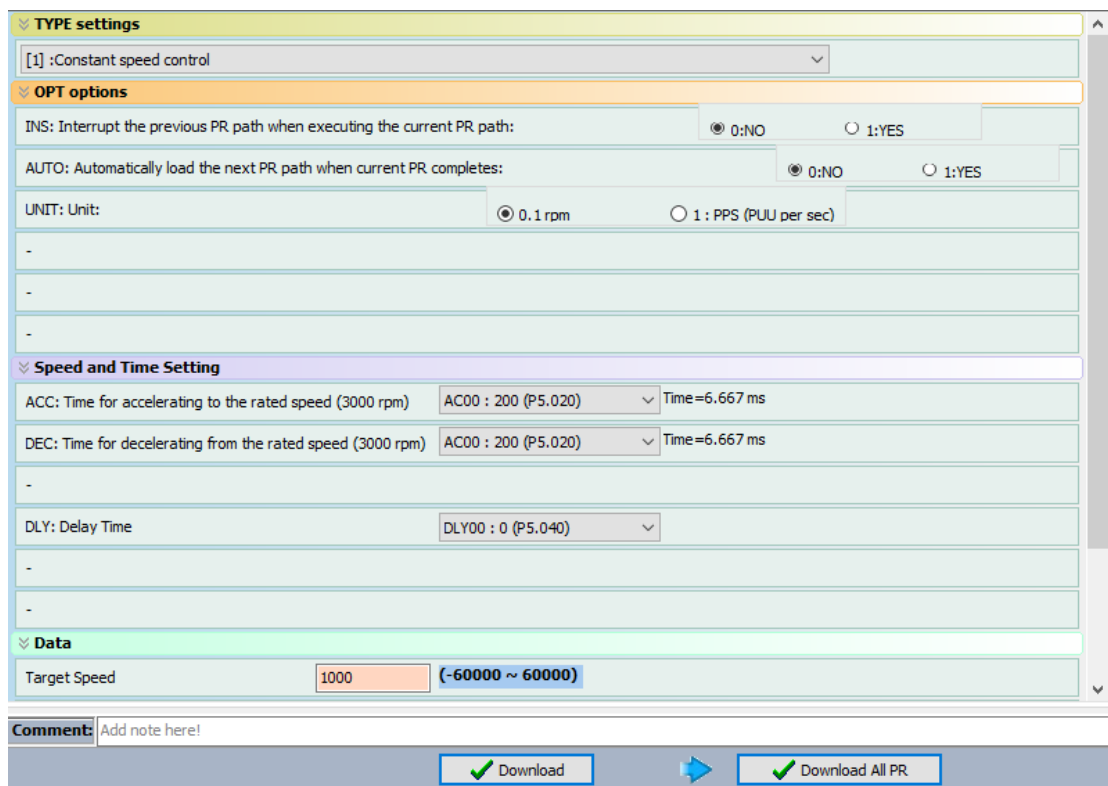 TYPE settings
[1] :Constant speed control
OPT options
INS: Interrupt the previous PR path when executing the current PR path: 0:NO 1:YES
AUTO: Automatically load the next PR path when current PR completes: 0:NO 1:YES
UNIT: Unit: 0.1 rpm 1 : PPS (PUU per sec)
-
-
-
Speed and Time Setting
ACC: Time for accelerating to the rated speed (3000 rpm) AC00 : 200 (P5.020) Time=6.667 ms
DEC: Time for decelerating from the rated speed (3000 rpm) AC00 : 200 (P5.020) Time=6.667 ms
-
DLY: Delay Time DLY00 : 0 (P5.040)
-
-
Data
Target Speed 1000 (-60000 ~ 60000)
Comment: Add note here!
Download Download All PR